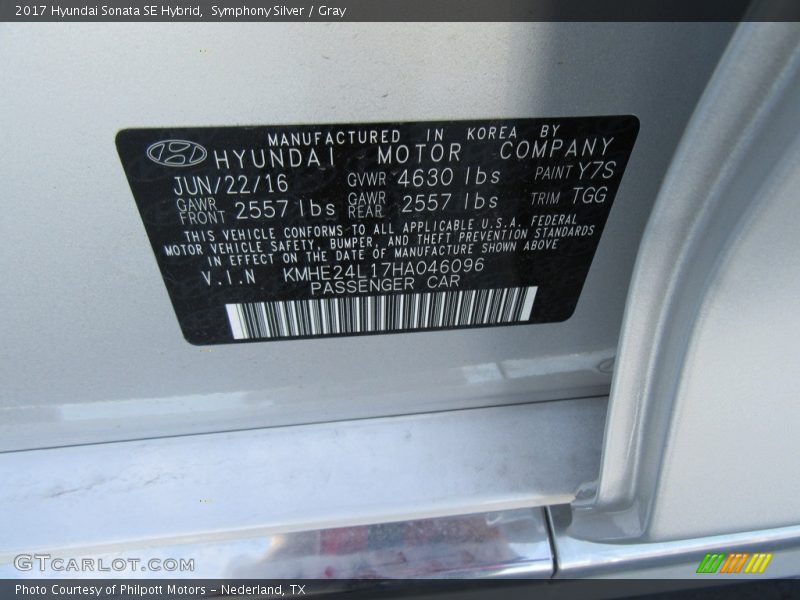 2017 Hyundai Sonata SE Hybrid,  Symphony Silver / Gray
MANUFACTURED IN KOREA BY
HYUNDAI MOTOR COMPANY
JUN/22/16 GVWR 4630 lbs PAINT Y7S
GAWR FRONT 2557 lbs GAWR REAR 2557 lbs TRIM TGG
THIS VEHICLE CONFORMS TO ALL APPLICABLE U.S.A. FEDERAL
MOTOR VEHICLE SAFETY, BUMPER, AND THEFT PREVENTION STANDARDS
IN EFFECT ON THE DATE OF MANUFACTURE SHOWN ABOVE
V.I.N KMHE24L17HA046096
PASSENGER CAR
GTCARLOT.COM
Photo Courtesy of Philpott Motors - Nederland, TX